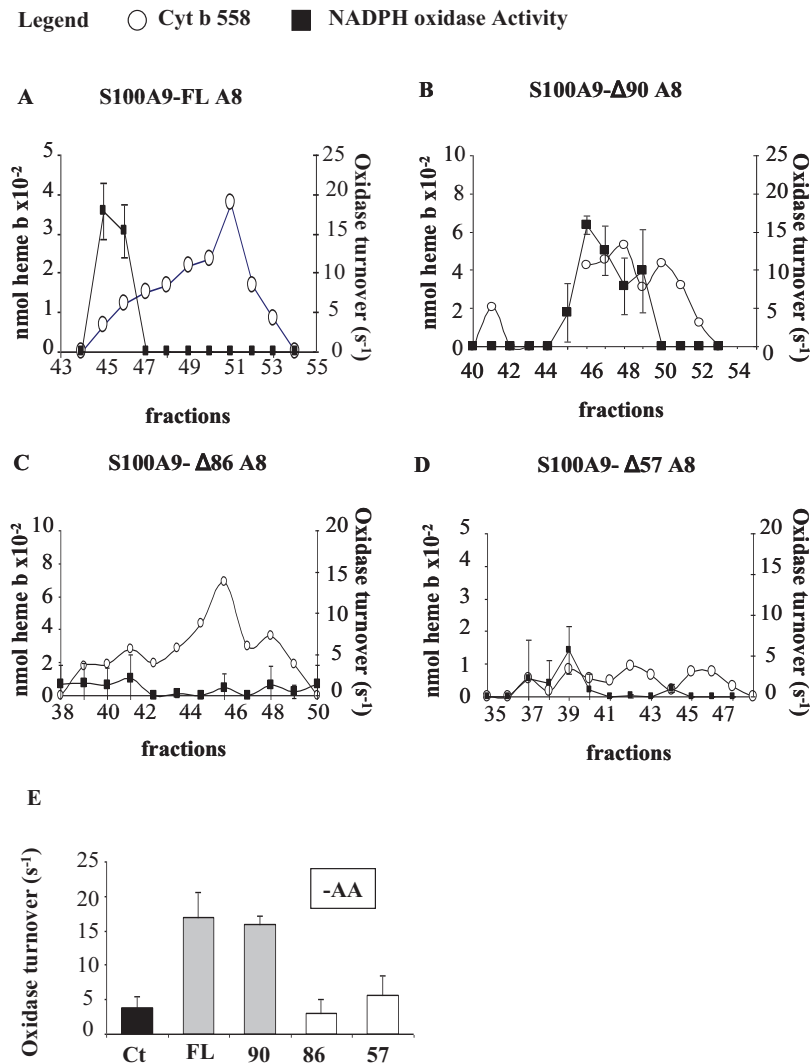 Legend Cyt b 558 NADPH oxidase Activity
A S100A9-FL A8
nmol heme b x10-2
5
4
3
2
1
0
25
20
15
10
5
0
Oxidase turnover (s-1)
43 45 47 49 51 53 55
fractions
B S100A9-Δ90 A8
nmol heme b x10-2
10
8
6
4
2
0
25
20
15
10
5
0
Oxidase turnover (s-1)
40 42 44 46 48 50 52 54
fractions
C S100A9- Δ86 A8
nmol heme b x10-2
10
8
6
4
2
0
20
15
10
5
0
Oxidase turnover (s-1)
38 40 42 44 46 48 50
fractions
D S100A9- Δ57 A8
nmol heme b x10-2
5
4
3
2
1
0
20
15
10
5
0
Oxidase turnover (s-1)
35 37 39 41 43 45 47
fractions
E
Oxidase turnover (s-1)
25
20
15
10
5
0
-AA
Ct FL 90 86 57